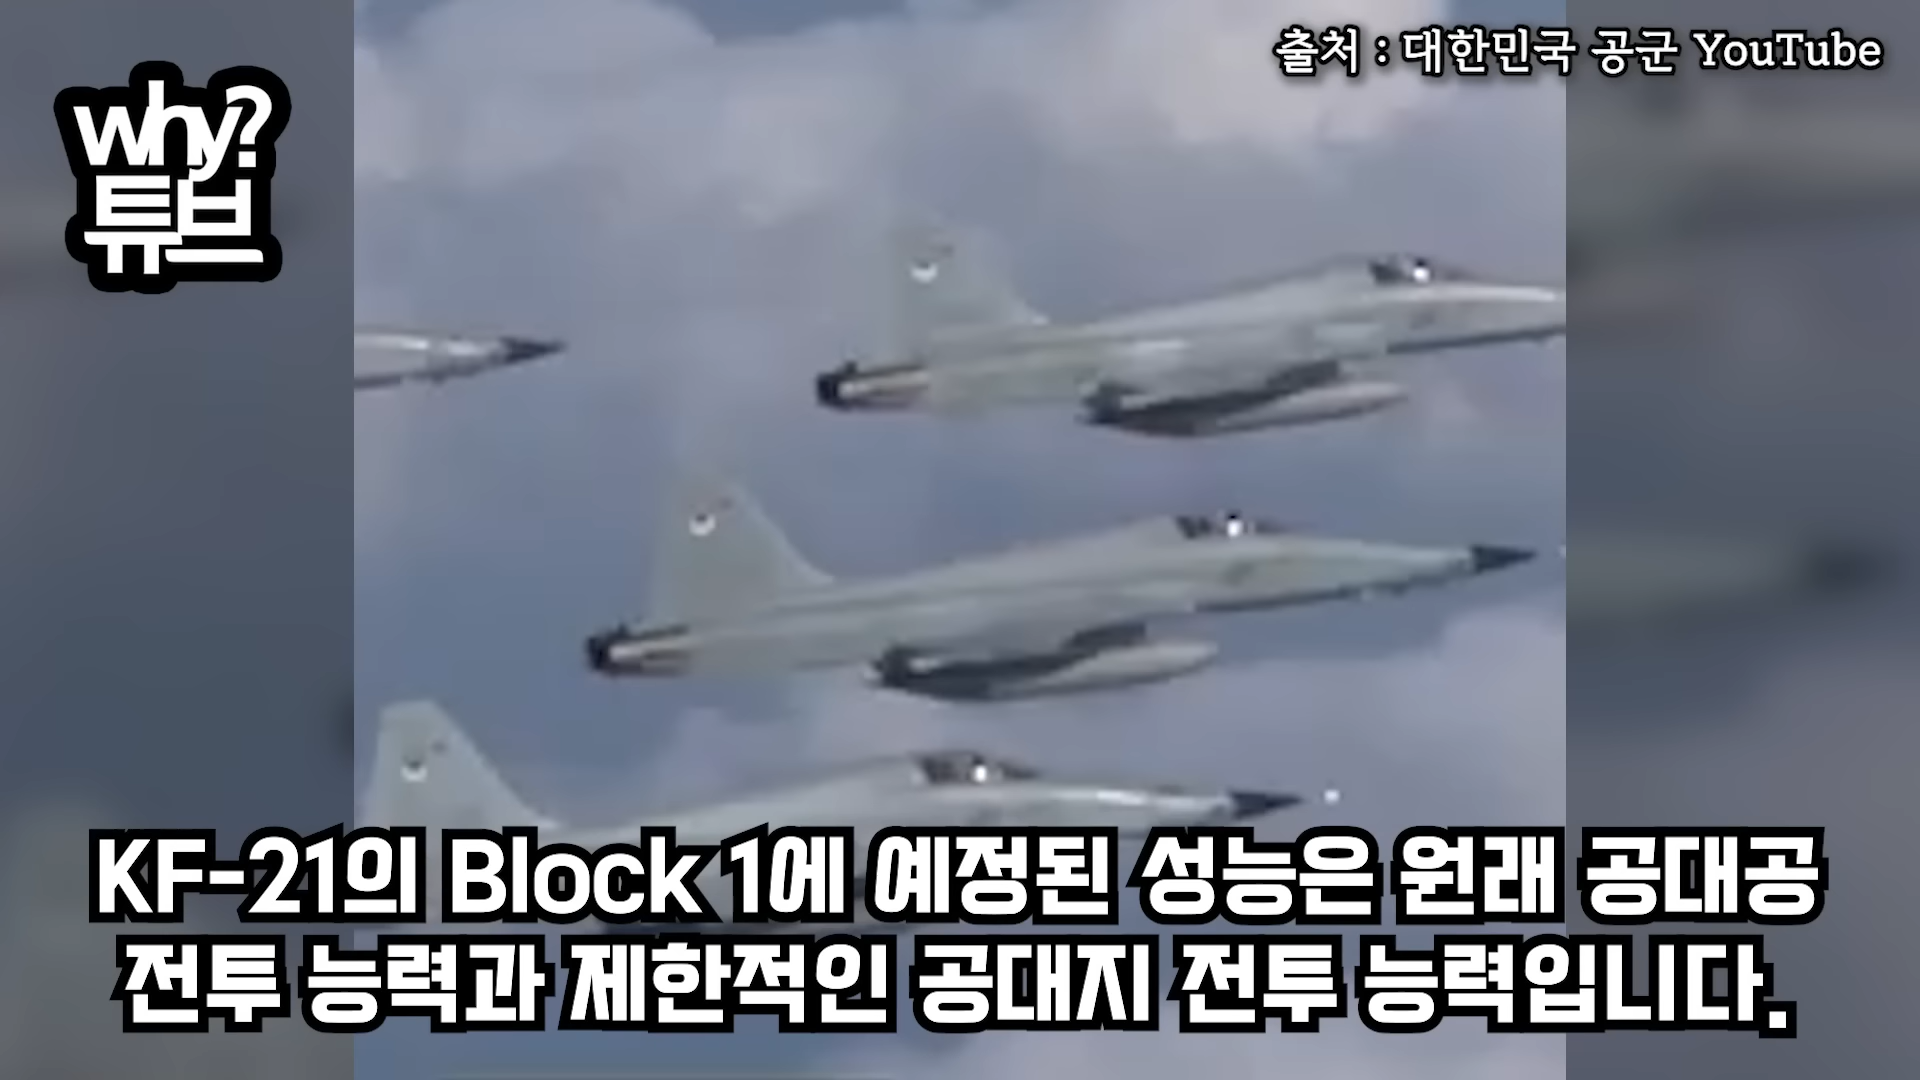 출처 : 대한민국 공군 YouTube
why?
튜브
KF-21의 Block 1에 예정된 성능은 원래 공대공
전투 능력과 제한적인 공대지 전투 능력입니다.